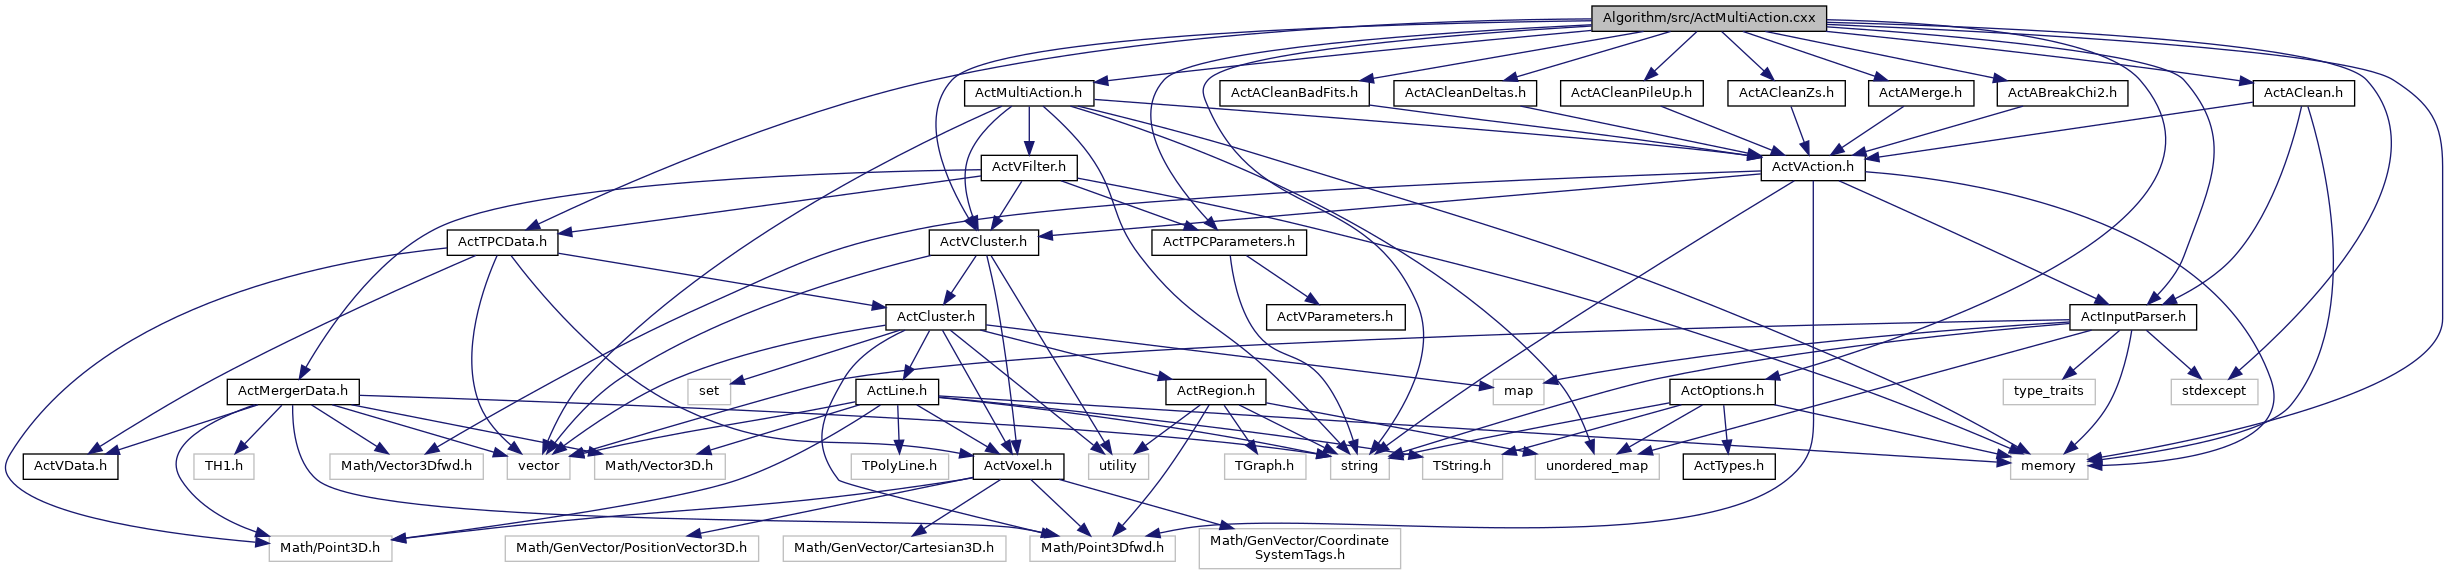 Algorithm/src/ActMultiAction.cxx
ActMultiAction.h
ActACleanBadFits.h
ActACleanDeltas.h
ActACleanPileUp.h
ActACleanZs.h
ActAMerge.h
ActABreakChi2.h
ActAClean.h
ActVFilter.h
ActVAction.h
ActTPCData.h
ActVCluster.h
ActTPCParameters.h
ActCluster.h
ActVParameters.h
ActInputParser.h
ActMergerData.h
set
ActLine.h
ActRegion.h
map
ActOptions.h
type_traits
stdexcept
ActVData.h
TH1.h
Math/Vector3Dfwd.h
vector
Math/Vector3D.h
TPolyLine.h
ActVoxel.h
utility
TGraph.h
string
TString.h
unordered_map
ActTypes.h
memory
Math/Point3D.h
Math/GenVector/PositionVector3D.h
Math/GenVector/Cartesian3D.h
Math/Point3Dfwd.h
Math/GenVector/Coordinate
SystemTags.h